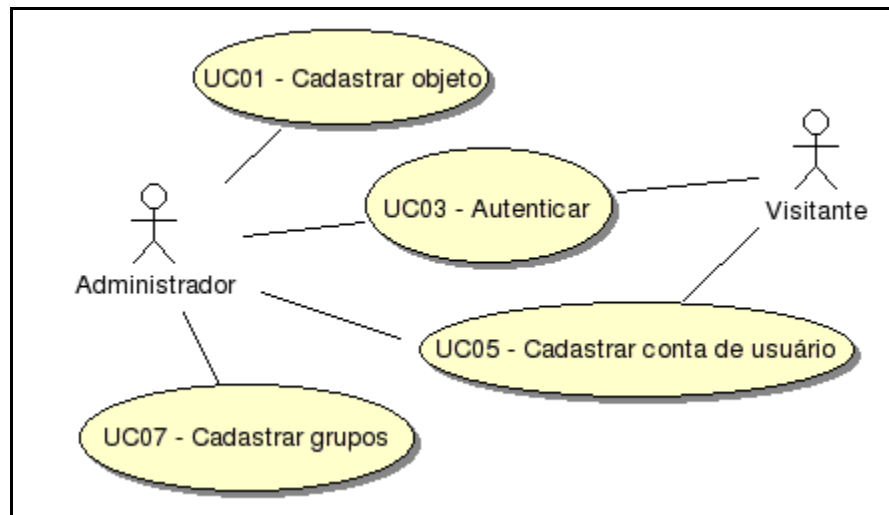 UC01 - Cadastrar objeto
UC03 - Autenticar
Visitante
Administrador
UC05 - Cadastrar conta de usuário
UC07 - Cadastrar grupos